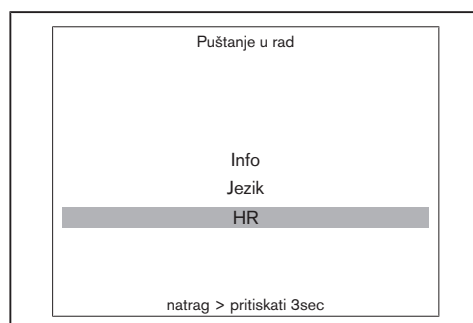 Puštanje u rad
Info
Jezik
HR
natrag > pritiskati 3sec